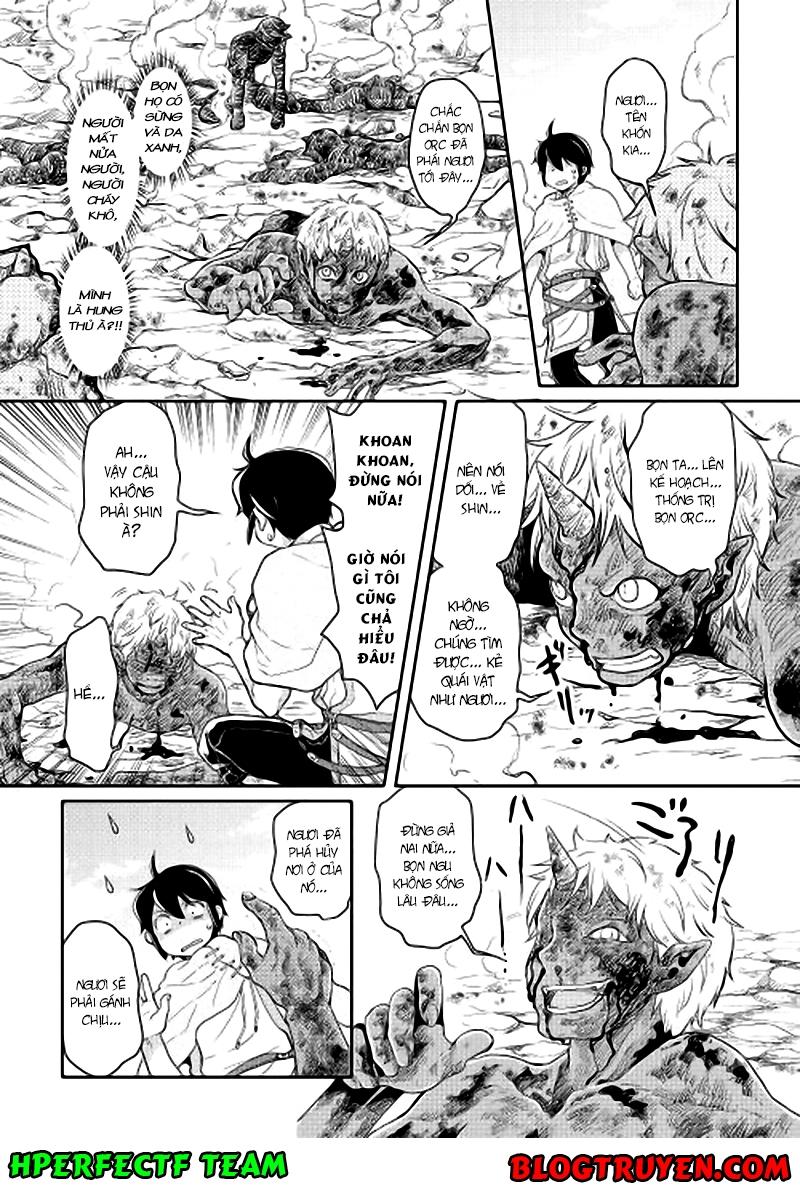 NGƯƠI...
TÊN
KHỐN
KIA...
CHẮC
CHẮN BỌN
ORC ĐÃ
PHÁI NGƯƠI
TỚI ĐÂY...
BỌN
HỌ CÓ
SỪNG
VÀ DA
XANH,
NGƯỜI
MẤT
NỬA
NGƯỜI,
NGƯỜI
CHÁY
KHÔ,
MÌNH
LÀ HUNG
THỦ À?!!
BỌN TA... LÊN
KẾ HOẠCH...
THỐNG TRỊ
BỌN ORC...
NÊN NÓI
DỐI... VỀ
SHIN...
KHÔNG
NGỜ...
CHÚNG TÌM
ĐƯỢC... KẺ
QUÁI VẬT
NHƯ NGƯƠI...
KHOAN
KHOAN,
ĐỪNG NÓI
NỮA!
GIỜ NÓI
GÌ TÔI
CŨNG
CHẢ
HIỂU
ĐÂU!
AH...
VẬY CẬU
KHÔNG
PHẢI SHIN
À?
HỀ...
ĐỪNG GIẢ
NAI NỮA...
BỌN NGU
KHÔNG SỐNG
LÂU ĐÂU...
NGƯƠI ĐÃ
PHÁ HỦY
NƠI Ở CỦA
NÓ...
NGƯƠI SẼ
PHẢI GÁNH
CHỊU...
HPERFECTF TEAM
BLOGTRUYEN.COM